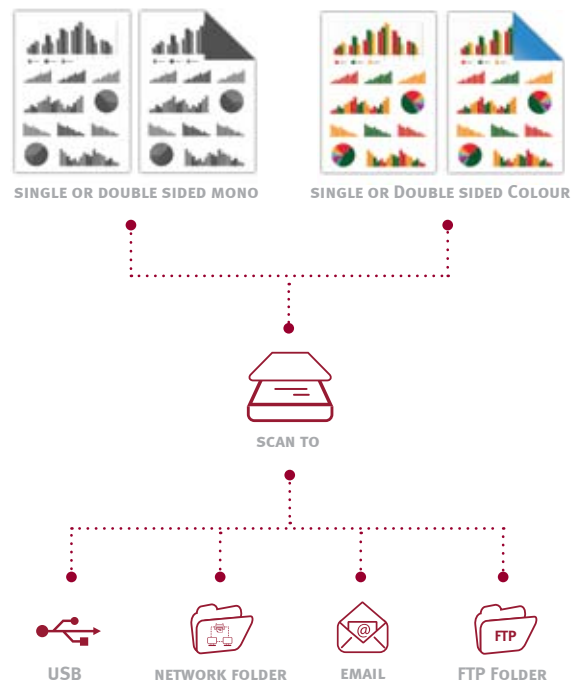 SINGLE OR DOUBLE SIDED MONO
SINGLE OR DOUBLE SIDED COLOUR
SCAN TO
@
FTP
USB
NETWORK FOLDER
EMAIL
FTP FOLDER